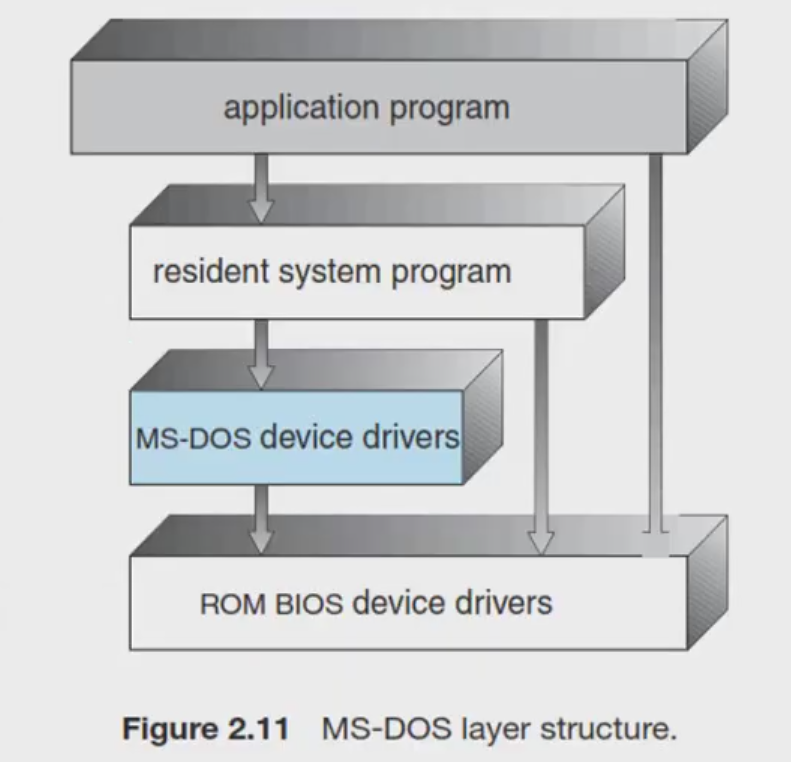 application program
resident system program
MS-DOS device drivers
ROM BIOS device drivers
Figure 2.11 MS-DOS layer structure.